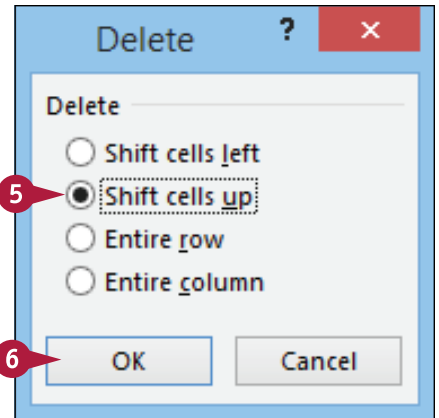 Delete ? ×
Delete
Shift cells left
5 Shift cells up
Entire row
Entire column
6 OK Cancel